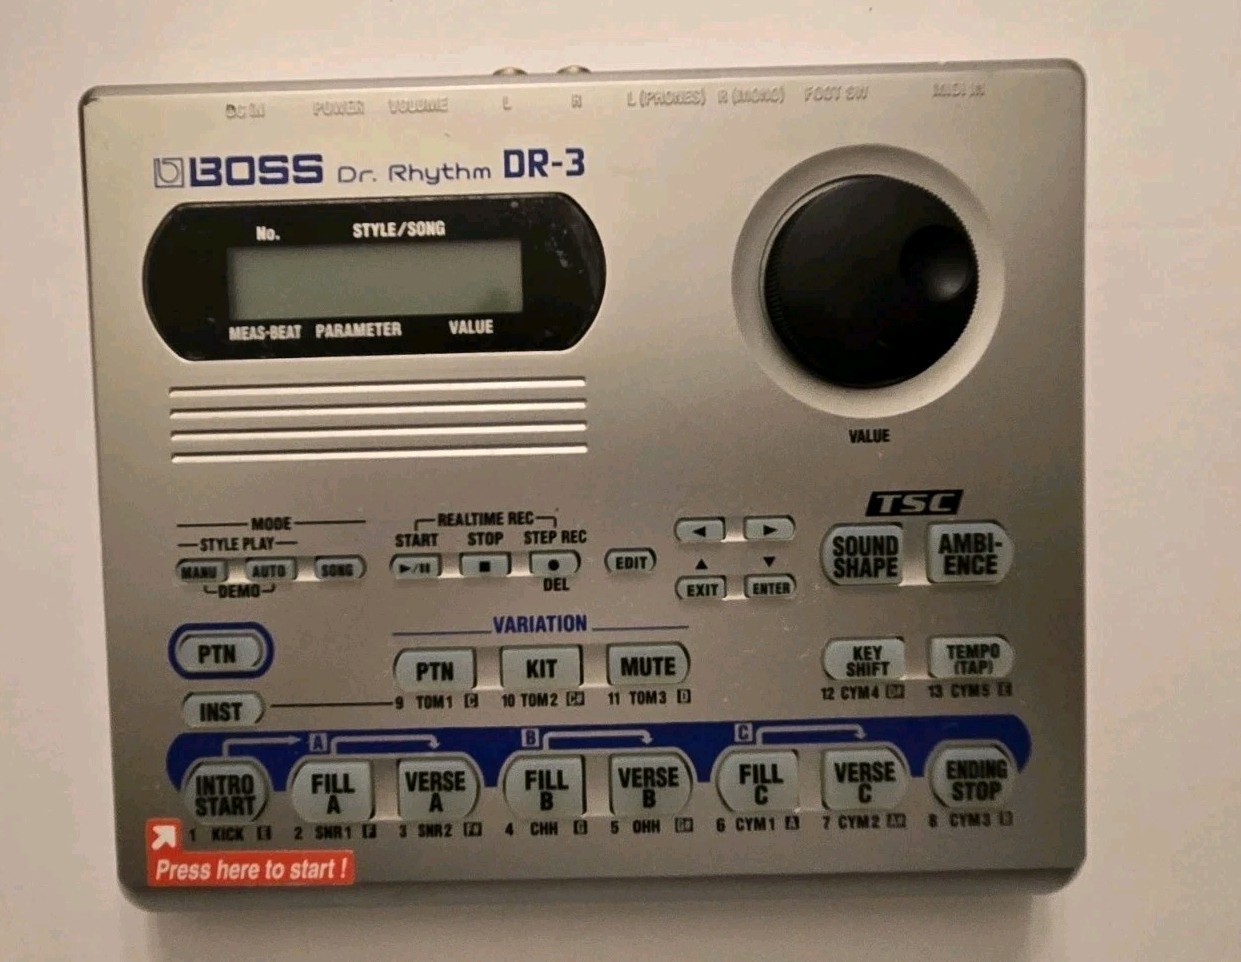 DC IN POWER VOLUME L R L (PHONES) R (MONO) FOOT SW MIDI IN
BOSS Dr. Rhythm DR-3
No. STYLE/SONG
MEAS-BEAT PARAMETER VALUE
VALUE
TSC
MODE
REALTIME REC
STYLE PLAY
START STOP STEP REC
MANU AUTO SONG
EDIT
SOUND SHAPE
AMBI-ENCE
DEMO
DEL
EXIT ENTER
VARIATION
PTN
PTN KIT MUTE
KEY SHIFT
TEMPO (TAP)
9 TOM1 C 10 TOM2 C# 11 TOM3 D 12 CYM4 D# 13 CYM5 E
INST
A B C
INTRO START
FILL A
VERSE A
FILL B
VERSE B
FILL C
VERSE C
ENDING STOP
1 KICK E 2 SNR1 F 3 SNR2 F# 4 CHH G 5 OHH G# 6 CYM1 A 7 CYM2 A# 8 CYM3 B
Press here to start !